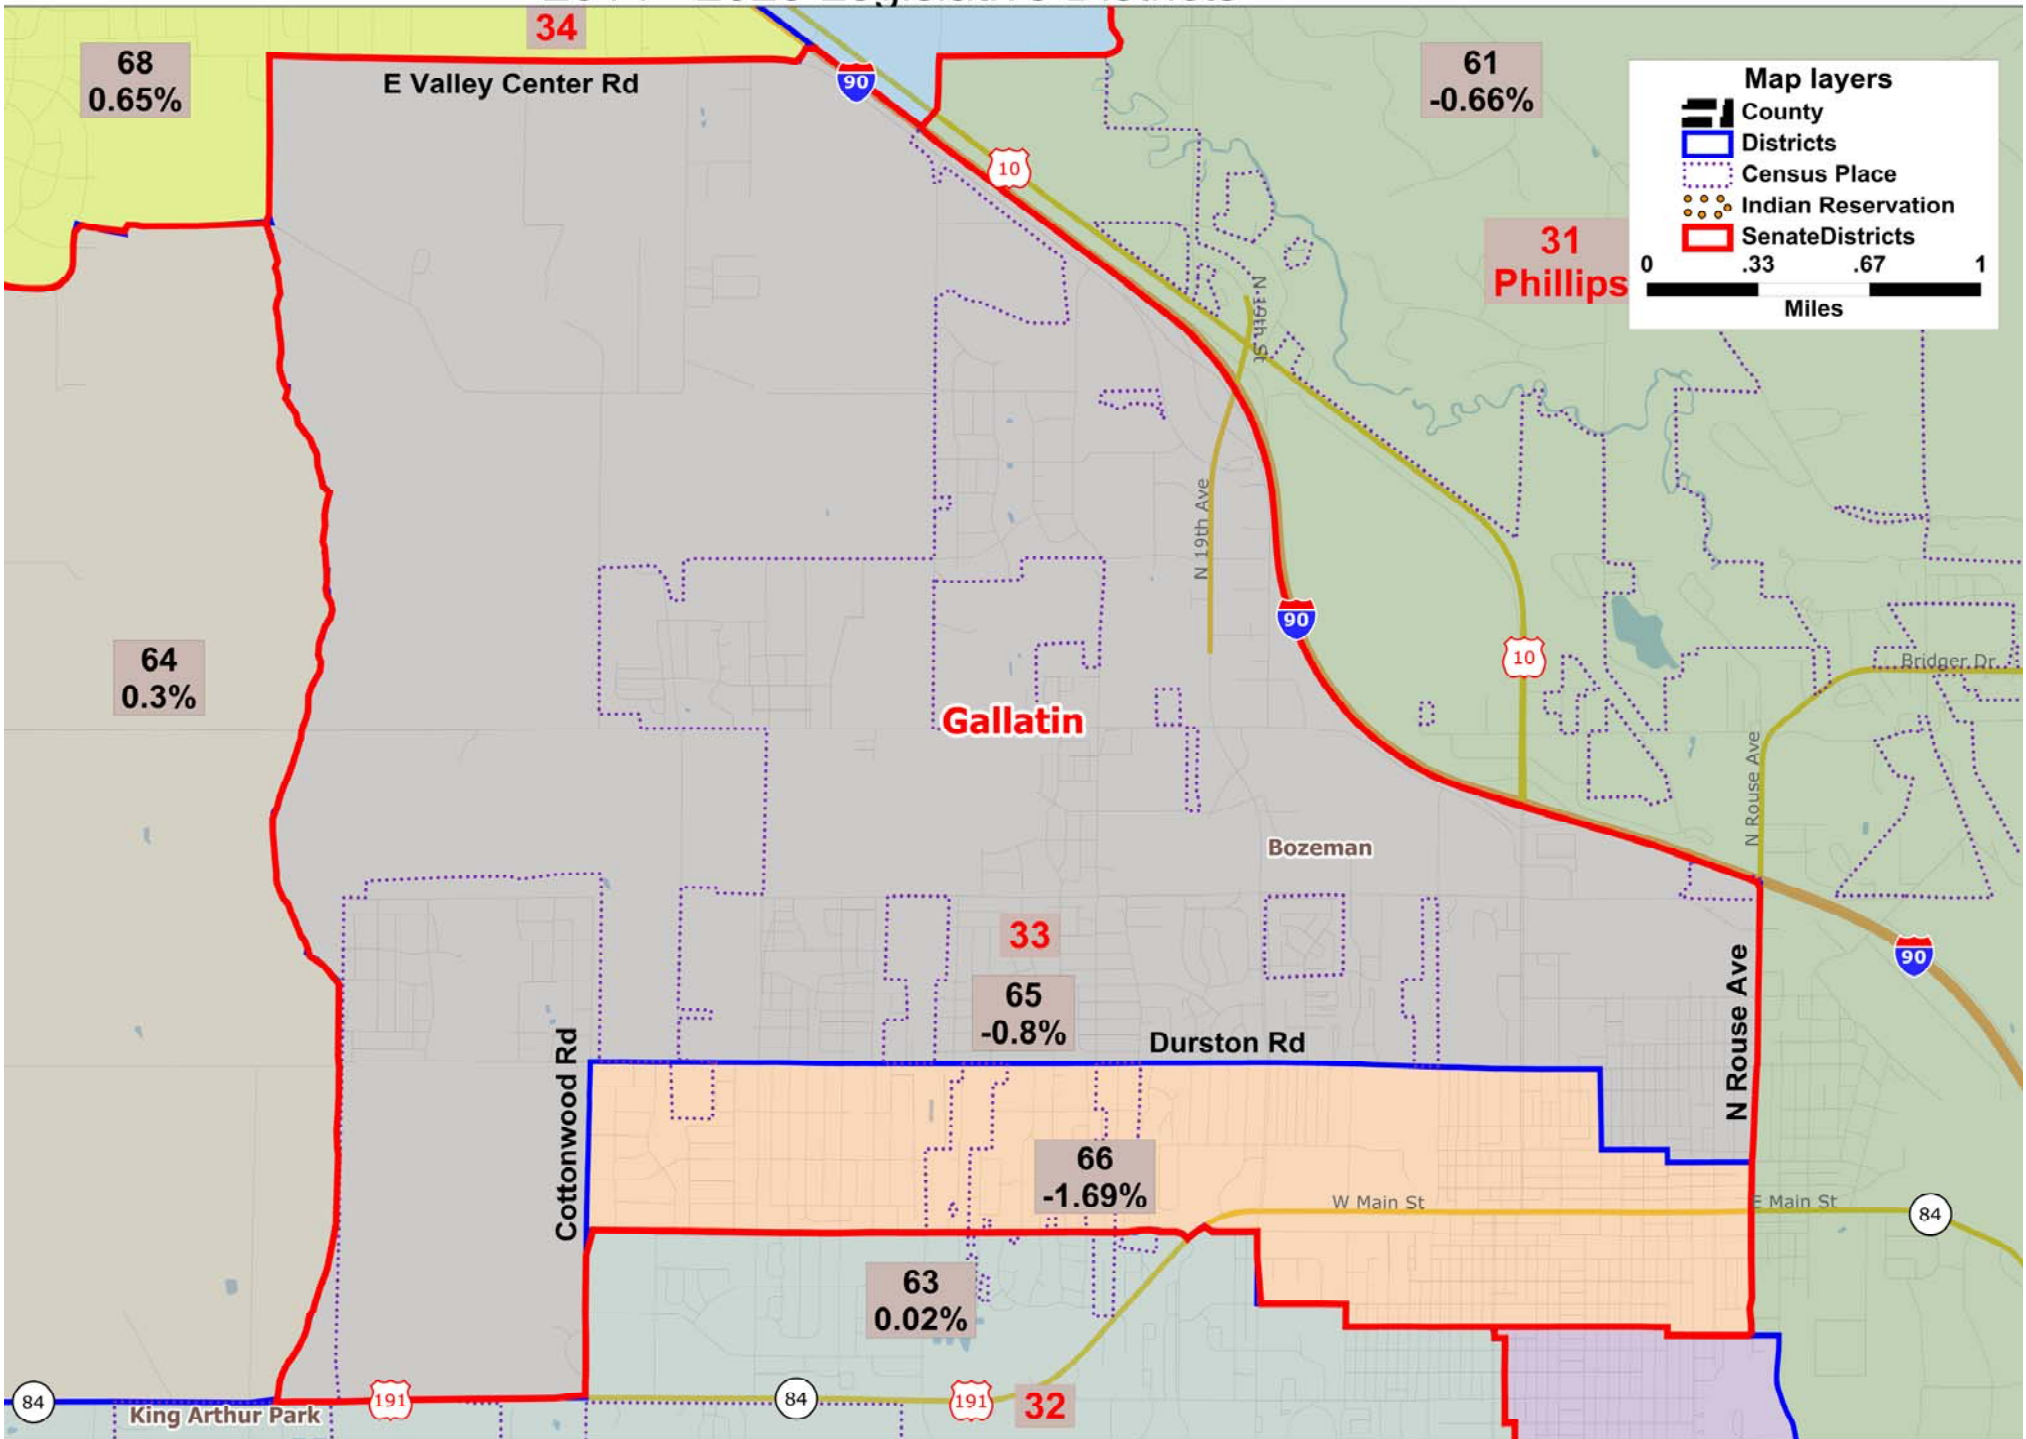 34
68
0.65%
E Valley Center Rd
90
61
-0.66%
Map layers
County
Districts
Census Place
Indian Reservation
SenateDistricts
0 .33 .67 1
Miles
10
31
Phillips
N 19th St
N 19th Ave
90
10
Bridger Dr
64
0.3%
Gallatin
N Rouse Ave
Bozeman
33
90
65
-0.8%
Durston Rd
N Rouse Ave
Cottonwood Rd
66
-1.69%
W Main St
E Main St
84
63
0.02%
84
191
84
191
32
King Arthur Park